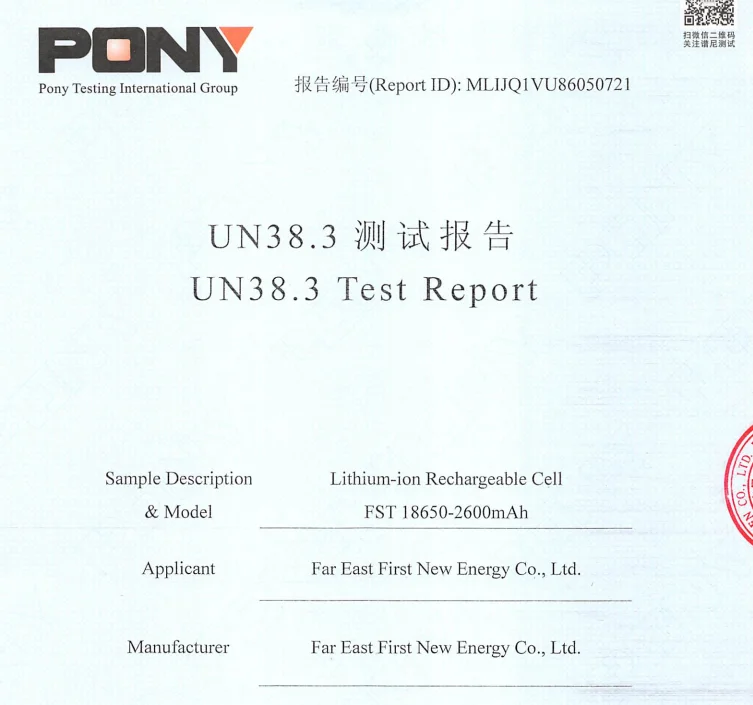 PONY
Pony Testing International Group
扫微信二维码
关注谱尼测试
报告编号(Report ID): MLIJQ1VU86050721
UN38.3 测试报告
UN38.3 Test Report
Sample Description
& Model
Lithium-ion Rechargeable Cell
FST 18650-2600mAh
Applicant
Far East First New Energy Co., Ltd.
Manufacturer
Far East First New Energy Co., Ltd.
CO., LTD.